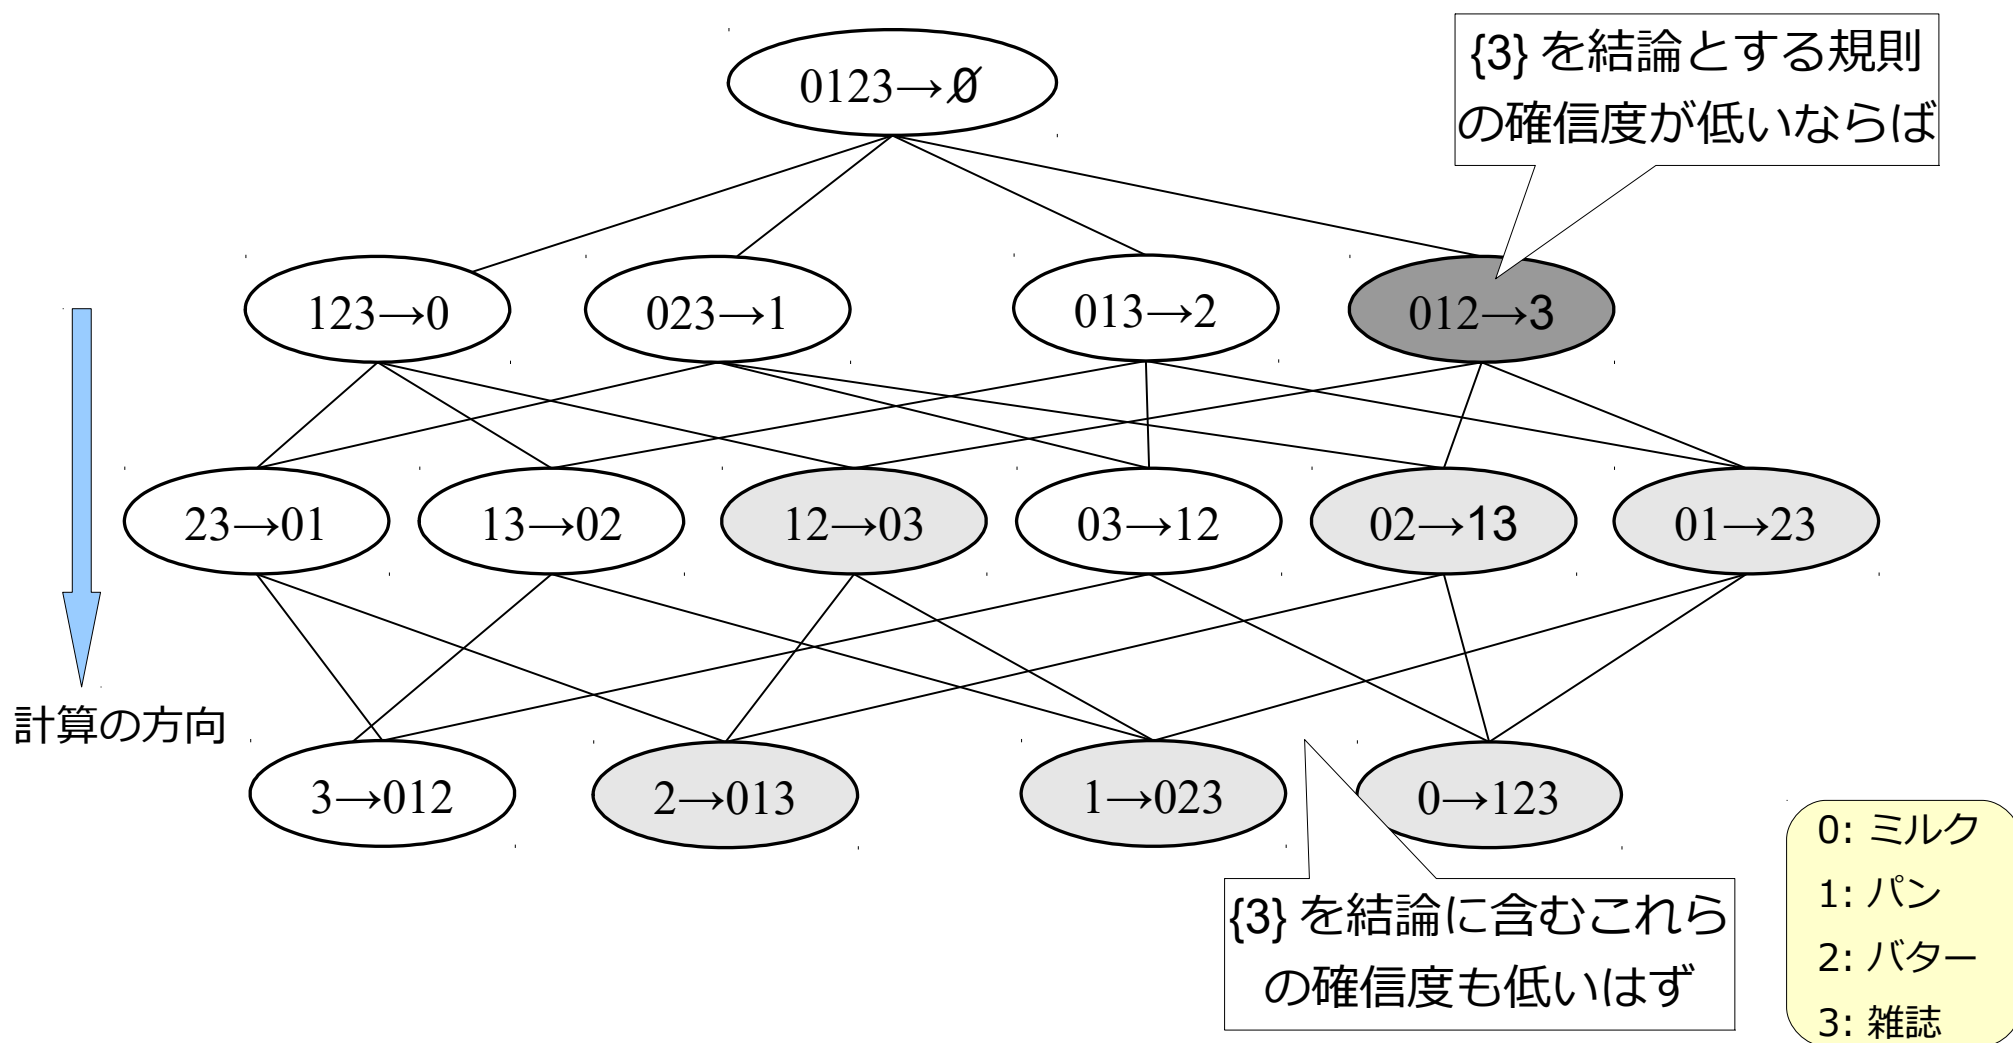 0123→∅
{3} を結論とする規則
の確信度が低いならば
123→0
023→1
013→2
012→3
23→01
13→02
12→03
03→12
02→13
01→23
計算の方向
3→012
2→013
1→023
0→123
{3} を結論に含むこれら
の確信度も低いはず
0: ミルク
1: パン
2: バター
3: 雑誌